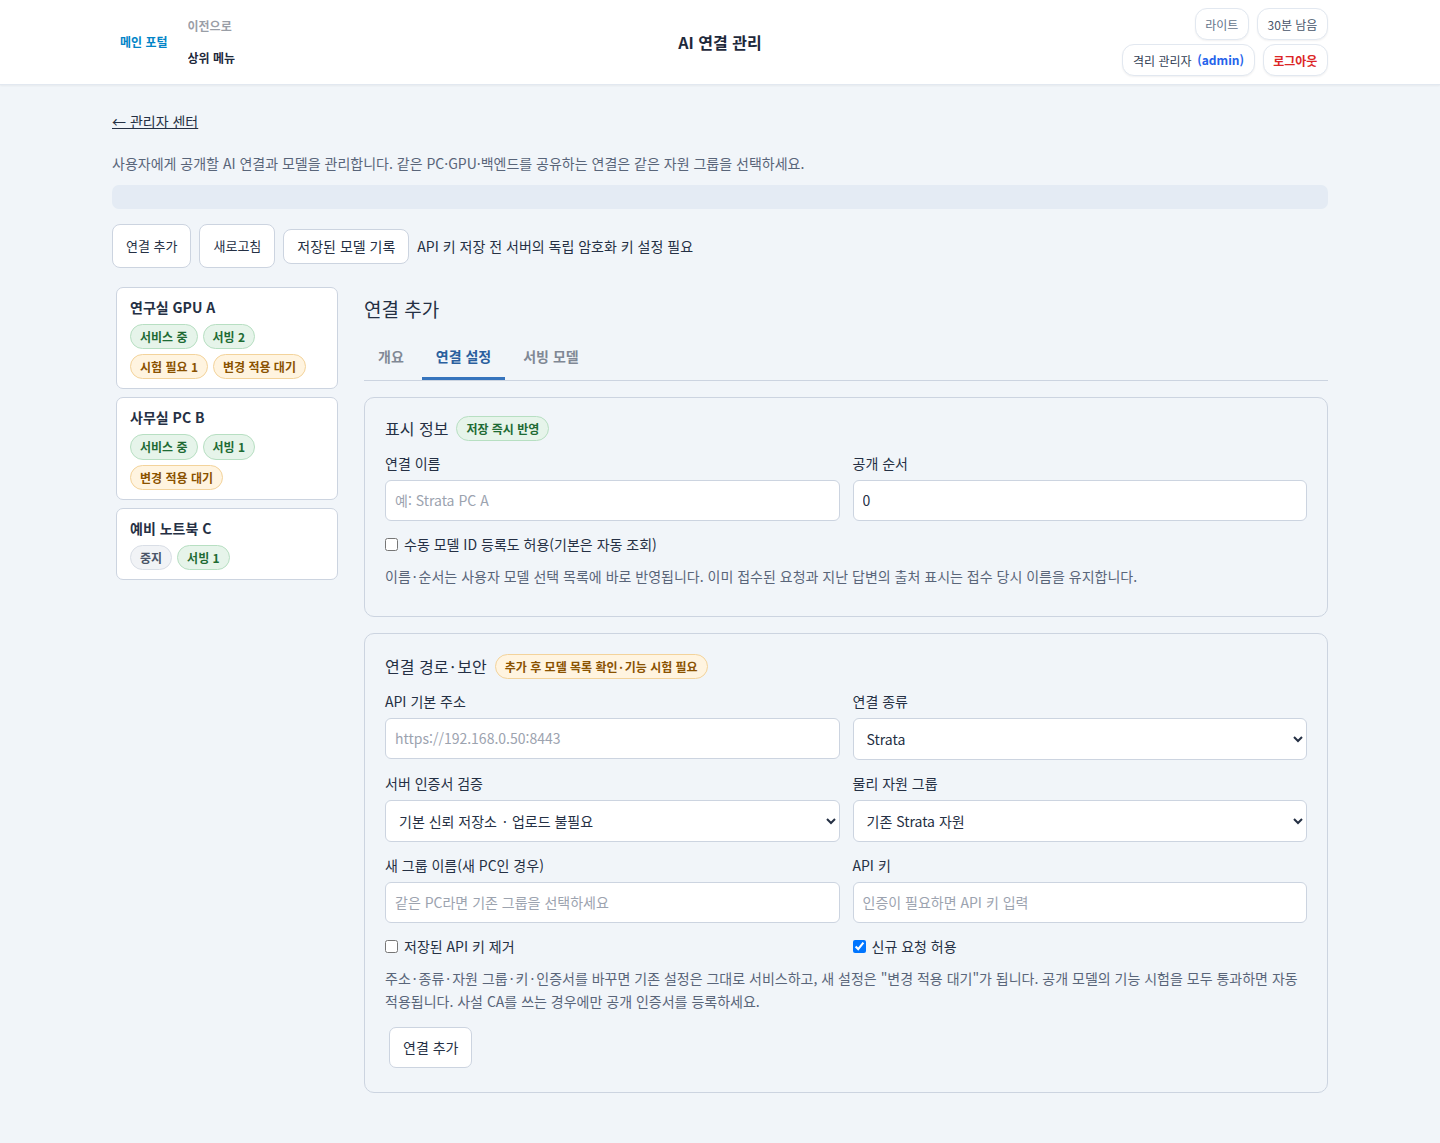 메인 포털
이전으로
상위 메뉴
AI 연결 관리
라이트
30분 남음
격리 관리자 (admin)
로그아웃
← 관리자 센터
사용자에게 공개할 AI 연결과 모델을 관리합니다. 같은 PC·GPU·백엔드를 공유하는 연결은 같은 자원 그룹을 선택하세요.
연결 추가
새로고침
저장된 모델 기록
API 키 저장 전 서버의 독립 암호화 키 설정 필요
연구실 GPU A
서비스 중
서빙 2
시험 필요 1
변경 적용 대기
사무실 PC B
서비스 중
서빙 1
변경 적용 대기
예비 노트북 C
중지
서빙 1
연결 추가
개요
연결 설정
서빙 모델
표시 정보
저장 즉시 반영
연결 이름
공개 순서
예: Strata PC A
0
수동 모델 ID 등록도 허용(기본은 자동 조회)
이름·순서는 사용자 모델 선택 목록에 바로 반영됩니다. 이미 접수된 요청과 지난 답변의 출처 표시는 접수 당시 이름을 유지합니다.
연결 경로·보안
추가 후 모델 목록 확인·기능 시험 필요
API 기본 주소
연결 종류
https://192.168.0.50:8443
Strata
서버 인증서 검증
물리 자원 그룹
기본 신뢰 저장소 · 업로드 불필요
기존 Strata 자원
새 그룹 이름(새 PC인 경우)
API 키
같은 PC라면 기존 그룹을 선택하세요
인증이 필요하면 API 키 입력
저장된 API 키 제거
신규 요청 허용
주소·종류·자원 그룹·키·인증서를 바꾸면 기존 설정은 그대로 서비스하고, 새 설정은 "변경 적용 대기"가 됩니다. 공개 모델의 기능 시험을 모두 통과하면 자동
적용됩니다. 사설 CA를 쓰는 경우에만 공개 인증서를 등록하세요.
연결 추가